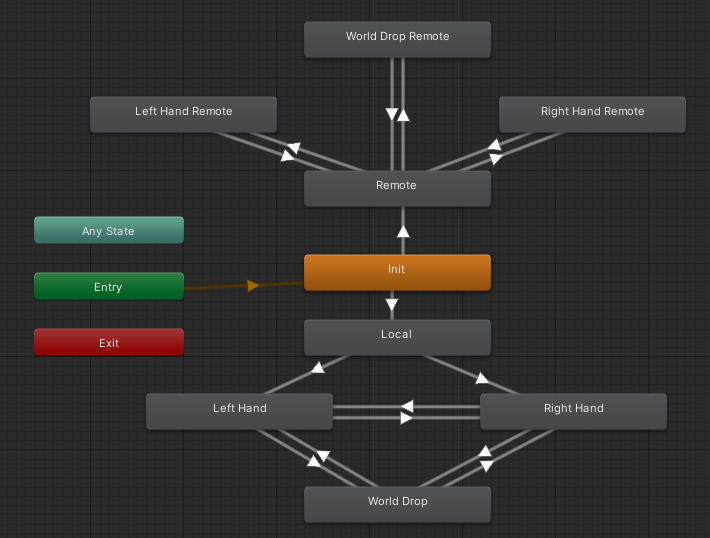 World Drop Remote
Left Hand Remote
Right Hand Remote
Remote
Any State
Init
Entry
Local
Exit
Left Hand
Right Hand
World Drop